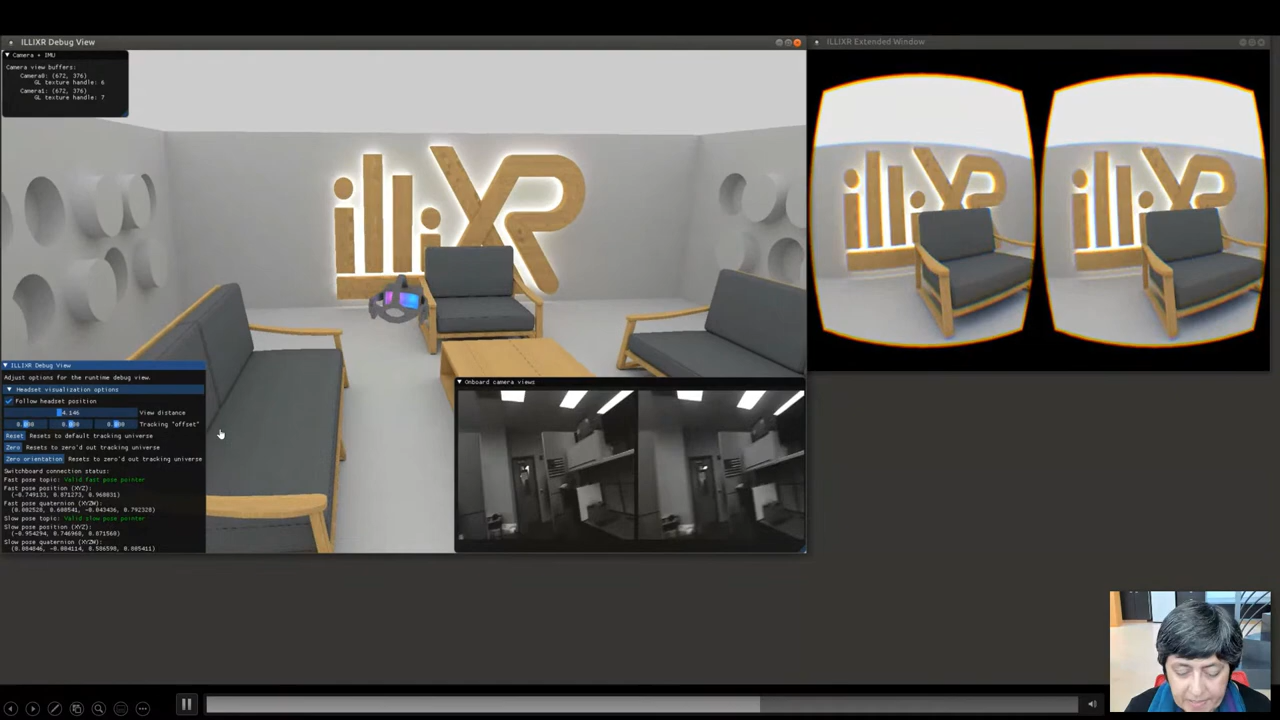 ILLIXR Debug View
ILLIXR Extended Window
Camera + IMU
Camera view buffers:
Camera0: (672, 376)
GL texture handle: 6
Camera1: (672, 376)
GL texture handle: 7
illiXR
ILLIXR Debug View
Adjust options for the runtime debug view.
Headset visualization options
Follow headset position
View distance
Tracking "offset"
Reset Resets to default tracking universe
Zero Resets to zero'd out tracking universe
Zero orientation Resets to zero'd out tracking universe
Switchboard connection status:
Fast pose topic: Valid fast pose pointer
Fast pose position (XYZ):
Fast pose quaternion (XYZW):
Slow pose topic: Valid slow pose pointer
Slow pose position (XYZ):
Slow pose quaternion (XYZW):
Onboard camera views
illiXR
illiXR